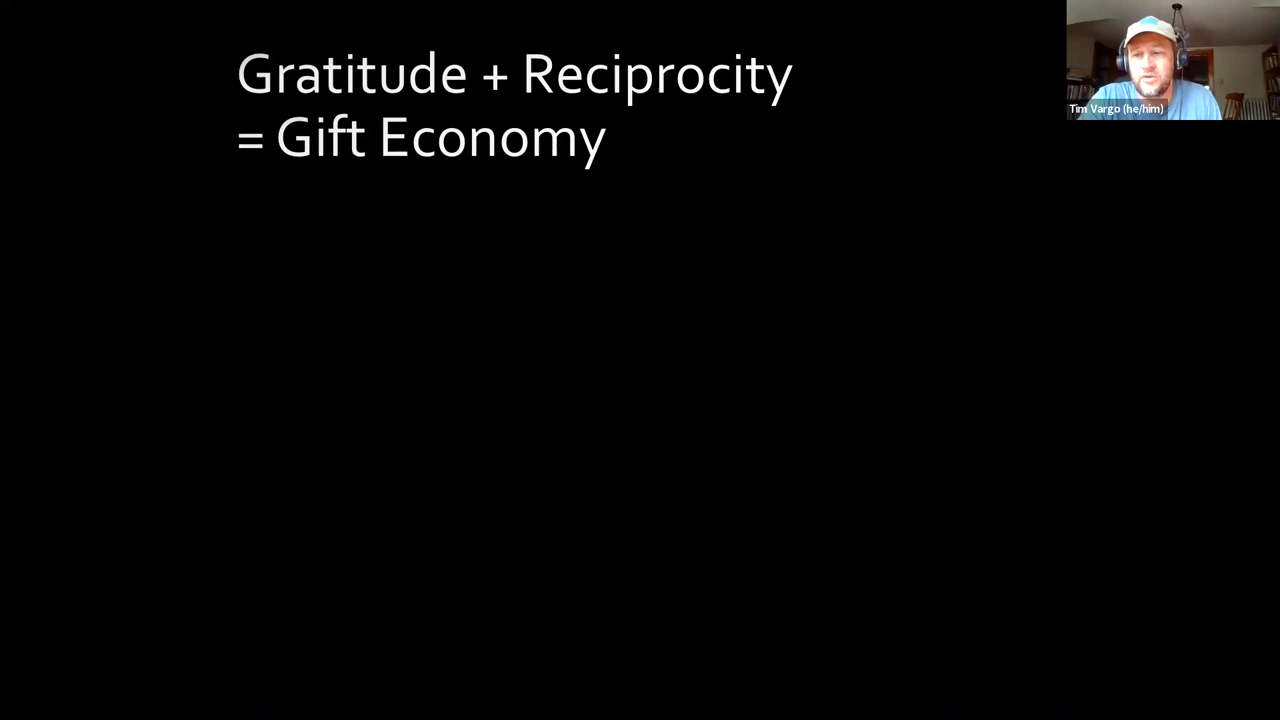 Gratitude + Reciprocity
= Gift Economy
Tim Vargo (he/him)